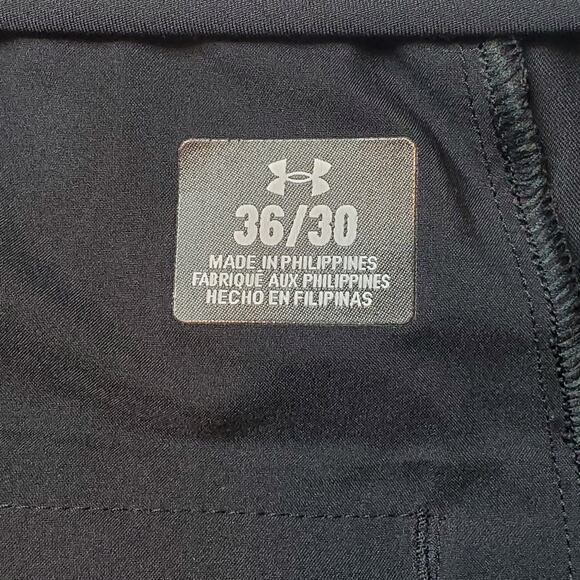 36/30
MADE IN PHILIPPINES
FABRIQUÉ AUX PHILIPPINES
HECHO EN FILIPINAS